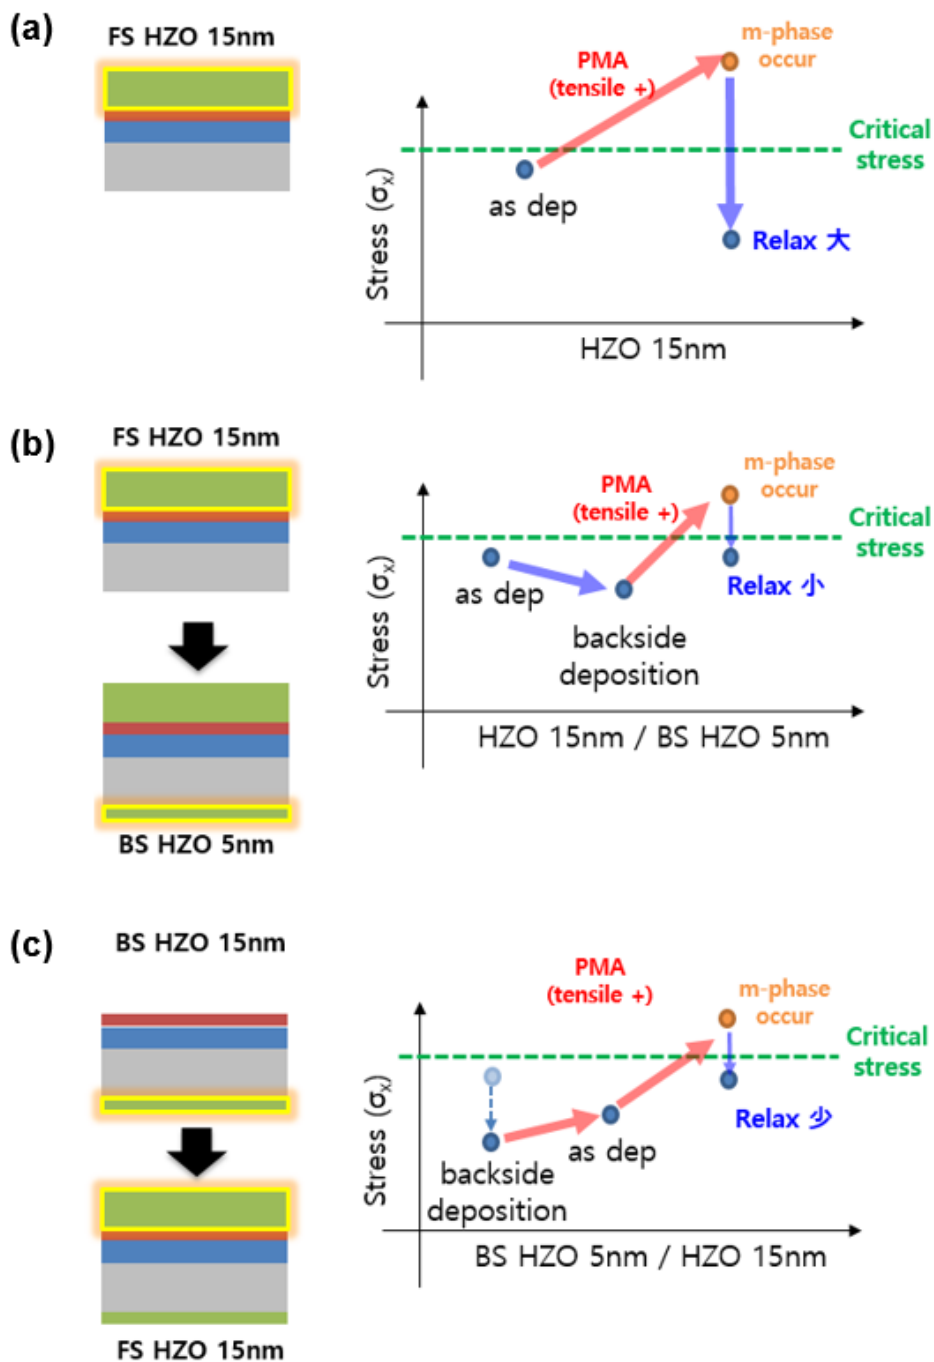 (a)
FS HZO 15nm
m-phase
occur
PMA
(tensile +)
Critical
stress
Stress (σx)
as dep
Relax 大
HZO 15nm
(b)
FS HZO 15nm
m-phase
occur
PMA
(tensile +)
Critical
stress
Stress (σx)
as dep
Relax 小
backside
deposition
HZO 15nm / BS HZO 5nm
BS HZO 5nm
(c)
BS HZO 15nm
PMA
(tensile +)
m-phase
occur
Critical
stress
Stress (σx)
Relax 少
as dep
backside
deposition
BS HZO 5nm / HZO 15nm
FS HZO 15nm